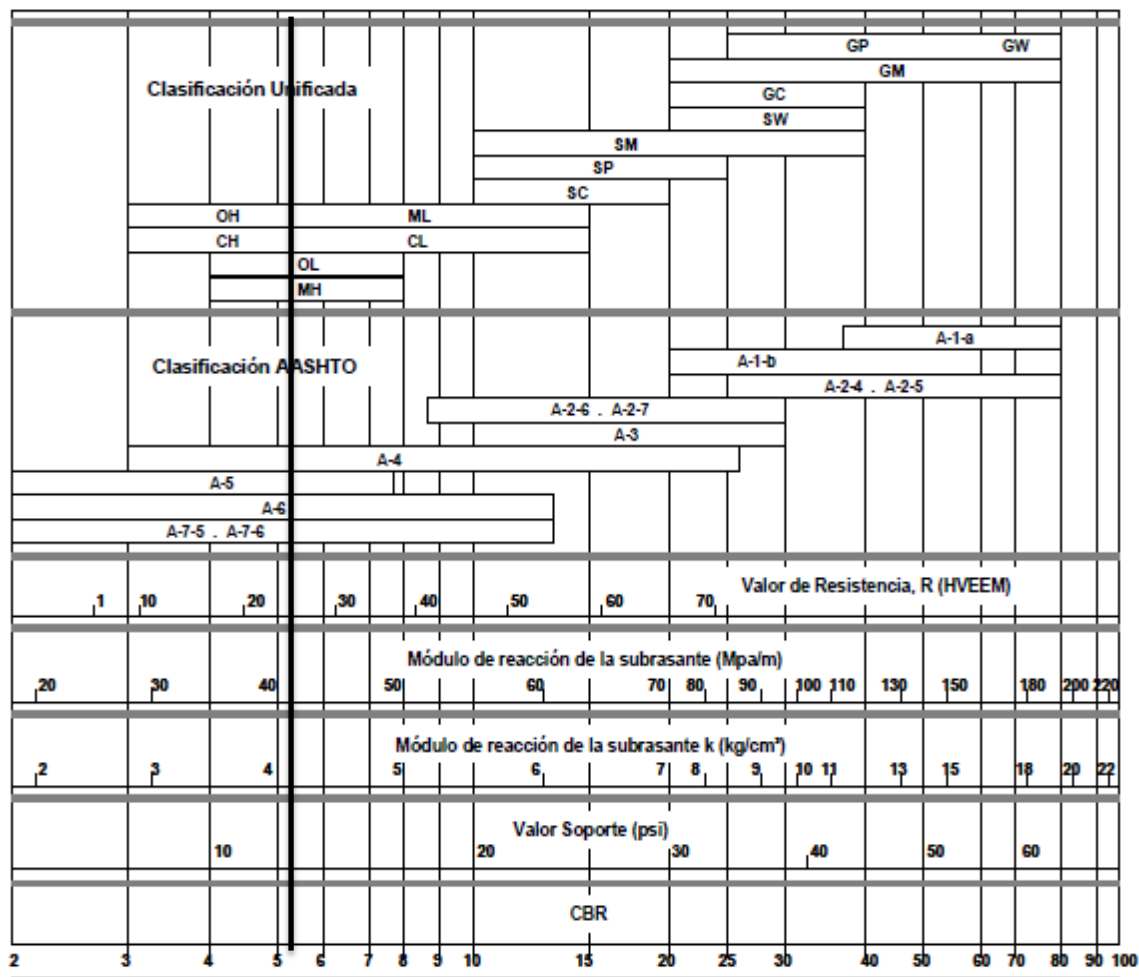 GP GW
GM
Clasificación Unificada
GC
SW
SM
SP
SC
OH ML
CH CL
OL
MH
A-1-a
Clasificación AASHTO
A-1-b
A-2-4 . A-2-5
A-2-6 . A-2-7
A-3
A-4
A-5
A-6
A-7-5 . A-7-6
Valor de Resistencia, R (HVEEM)
1 10 20 30 40 50 60 70
Módulo de reacción de la subrasante (Mpa/m)
20 30 40 50 60 70 80 90 100 110 130 150 180 200 220
Módulo de reacción de la subrasante k (kg/cm³)
2 3 4 5 6 7 8 9 10 11 13 15 18 20 22
Valor Soporte (psi)
10 20 30 40 50 60
CBR
2 3 4 5 6 7 8 9 10 15 20 25 30 40 50 60 70 80 90 100